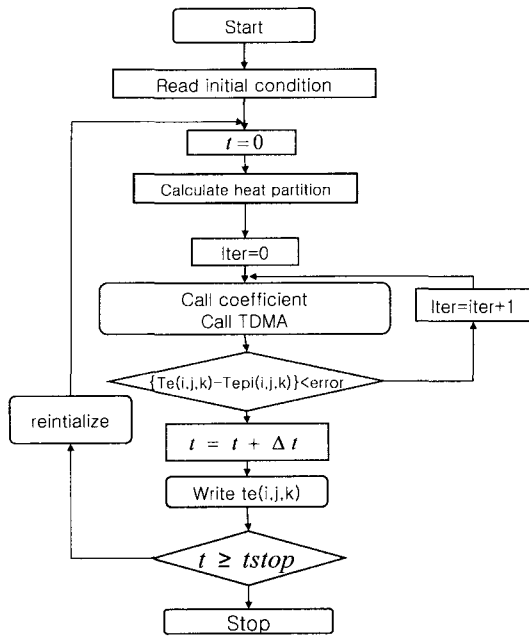 Start
Read initial condition
t = 0
Calculate heat partition
Iter=0
Call coefficient
Call TDMA
Iter=iter+1
{Te(i,j,k)-Tepi(i,j,k)}<error
reintialize
t = t + Δ t
Write te(i,j,k)
t ≥ tstop
Stop